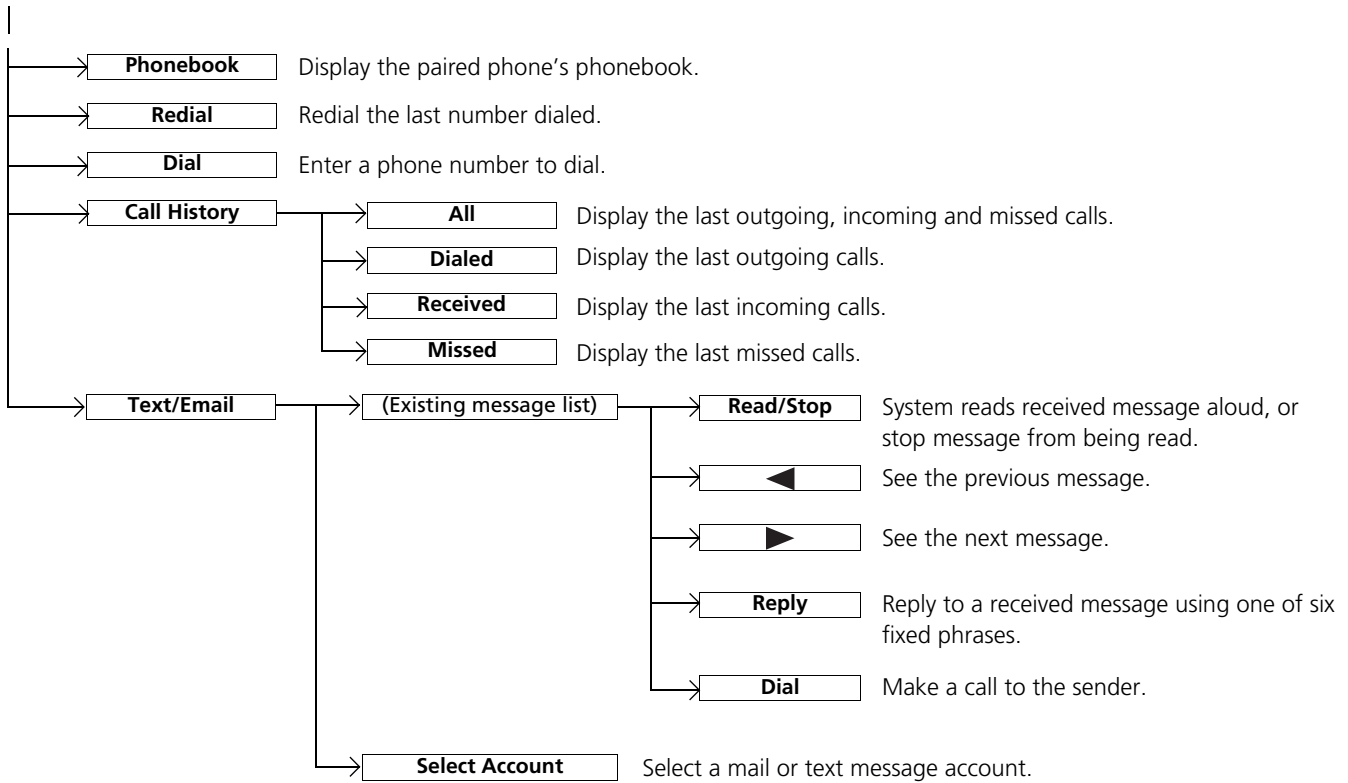 Phonebook Display the paired phone's phonebook.
Redial Redial the last number dialed.
Dial Enter a phone number to dial.
Call History All Display the last outgoing, incoming and missed calls.
Dialed Display the last outgoing calls.
Received Display the last incoming calls.
Missed Display the last missed calls.
Text/Email (Existing message list) Read/Stop System reads received message aloud, or
stop message from being read.
◀ See the previous message.
▶ See the next message.
Reply Reply to a received message using one of six
fixed phrases.
Dial Make a call to the sender.
Select Account Select a mail or text message account.